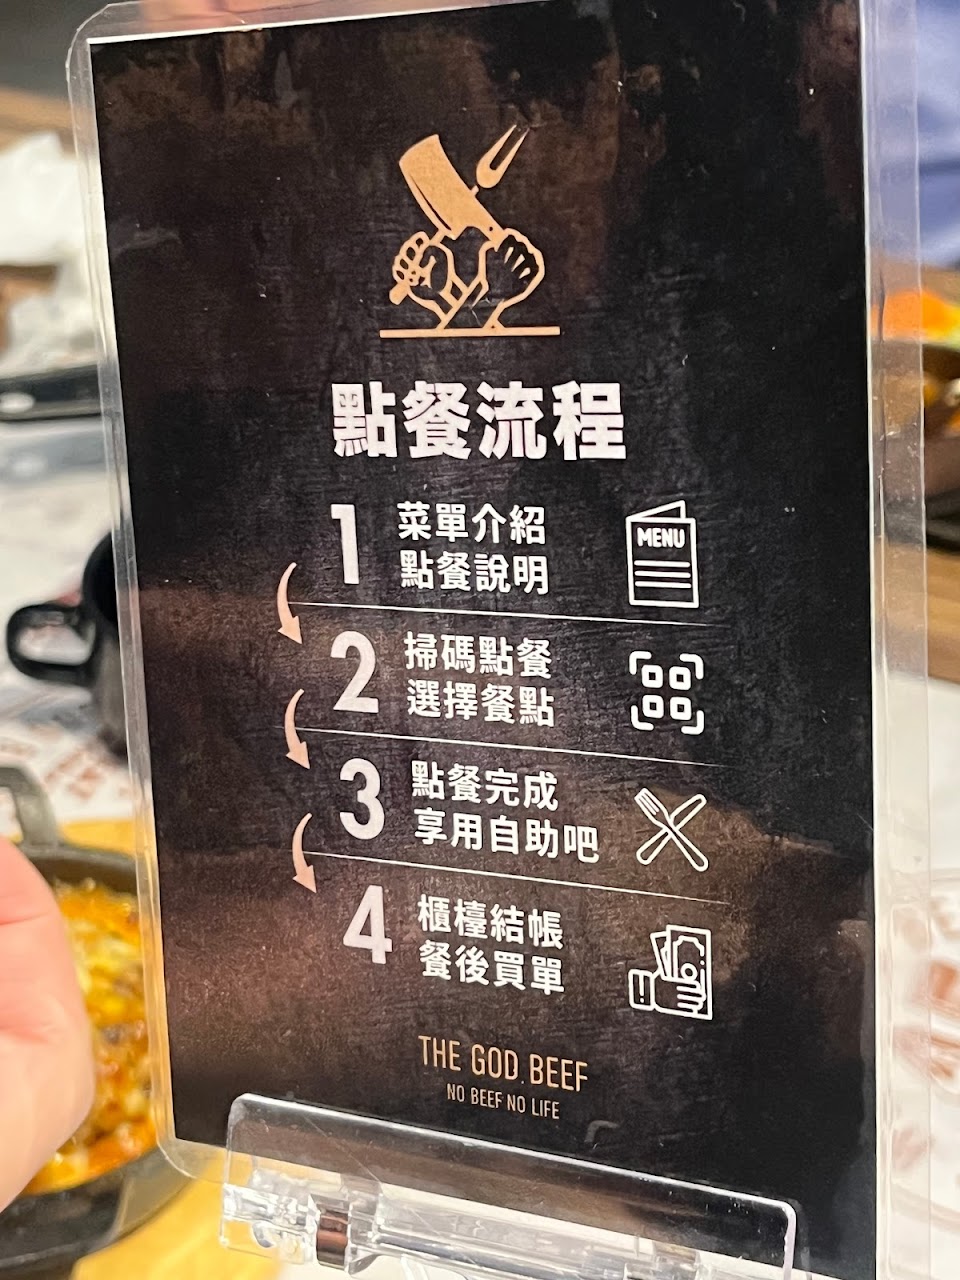 點餐流程
1
菜單介紹
點餐說明
MENU
2
掃碼點餐
選擇餐點
3
點餐完成
享用自助吧
4
櫃檯結帳
餐後買單
THE GOD.BEEF
NO BEEF NO LIFE